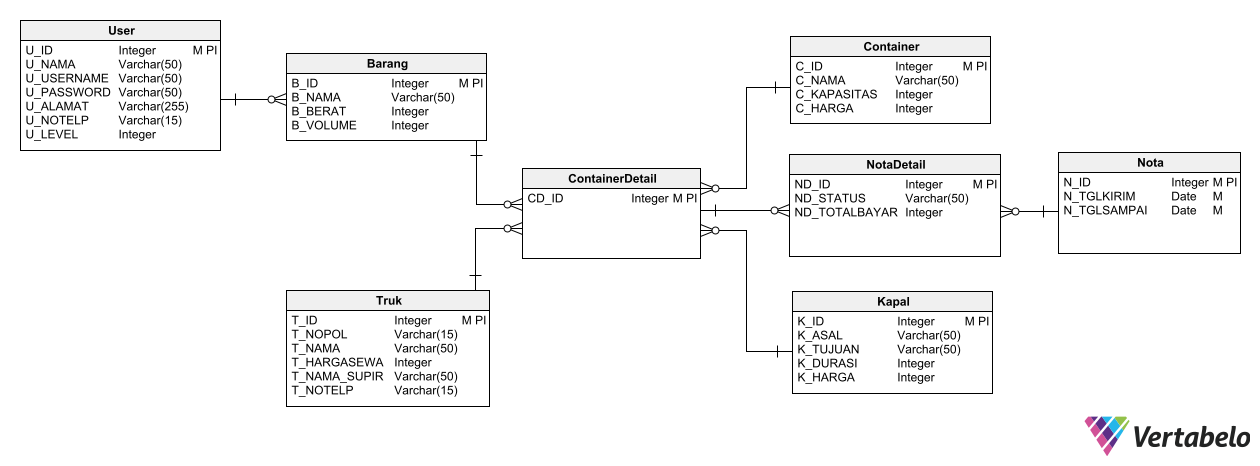 User
U_ID Integer M PI
U_NAMA Varchar(50)
U_USERNAME Varchar(50)
U_PASSWORD Varchar(50)
U_ALAMAT Varchar(255)
U_NOTELP Varchar(15)
U_LEVEL Integer
Barang
B_ID Integer M PI
B_NAMA Varchar(50)
B_BERAT Integer
B_VOLUME Integer
ContainerDetail
CD_ID Integer M PI
Truk
T_ID Integer M PI
T_NOPOL Varchar(15)
T_NAMA Varchar(50)
T_HARGASEWA Integer
T_NAMA_SUPIR Varchar(50)
T_NOTELP Varchar(15)
Container
C_ID Integer M PI
C_NAMA Varchar(50)
C_KAPASITAS Integer
C_HARGA Integer
NotaDetail
ND_ID Integer M PI
ND_STATUS Varchar(50)
ND_TOTALBAYAR Integer
Nota
N_ID Integer M PI
N_TGLKIRIM Date M
N_TGLSAMPAI Date M
Kapal
K_ID Integer M PI
K_ASAL Varchar(50)
K_TUJUAN Varchar(50)
K_DURASI Integer
K_HARGA Integer
Vertabelo